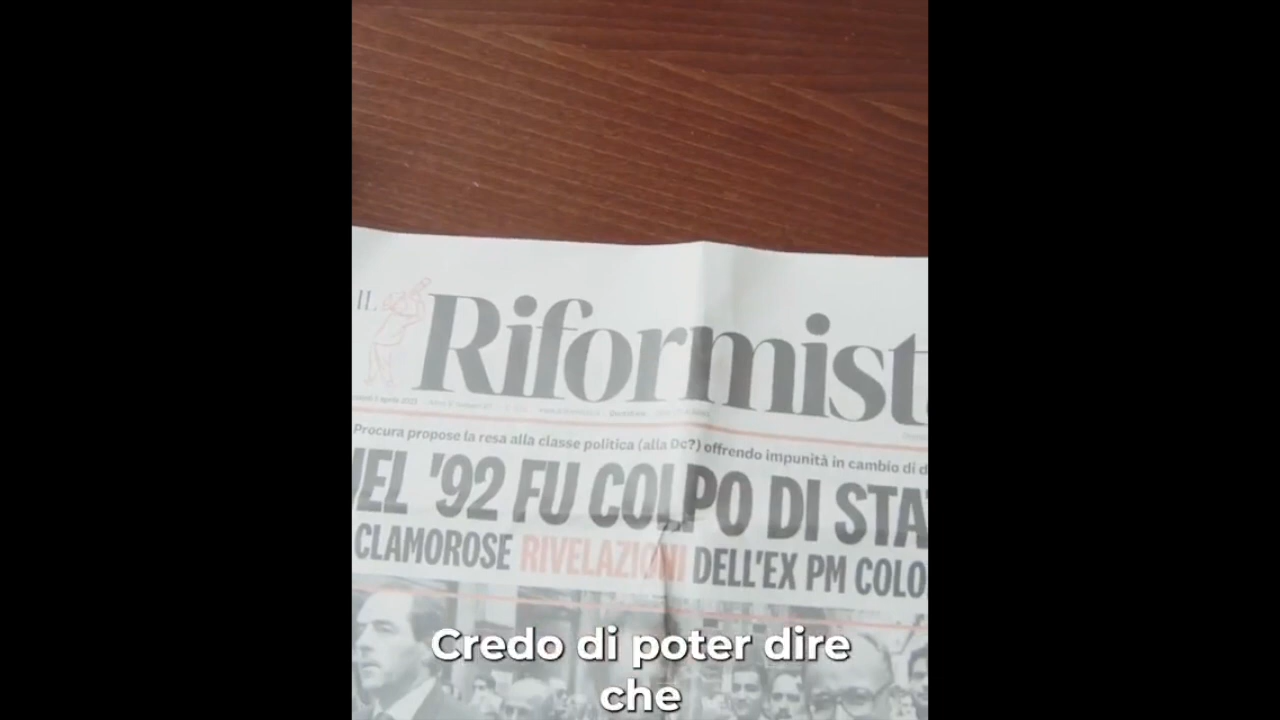 IL
Riformist
Procura propose la resa alla classe politica (alla Dc?) offrendo impunità in cambio di d
NEL '92 FU COLPO DI STA
CLAMOROSE RIVELAZIONI DELL'EX PM COLO
Credo di poter dire
che